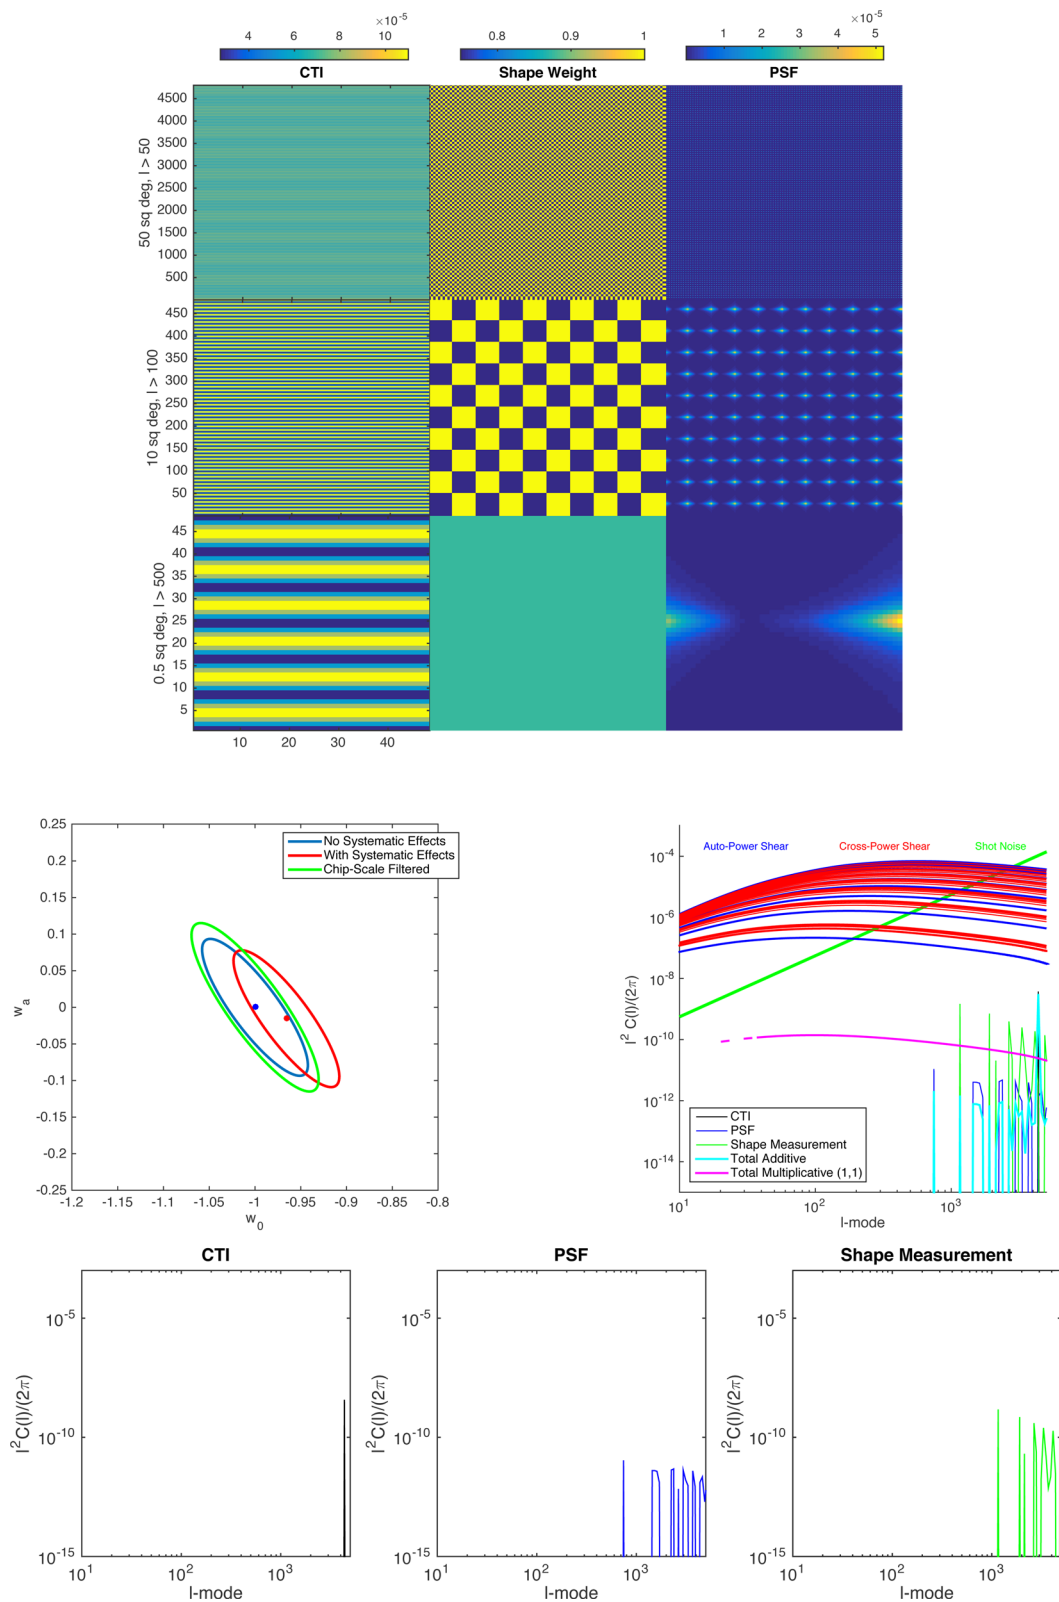 ×10⁻⁵ ×10⁻⁵
4 6 8 10 0.8 0.9 1 1 2 3 4 5
CTI Shape Weight PSF
50 sq deg, l > 50
4500
4000
3500
3000
2500
2000
1500
1000
500
10 sq deg, l > 100
450
400
350
300
250
200
150
100
50
0.5 sq deg, l > 500
45
40
35
30
25
20
15
10
5
10 20 30 40
w_a
0.25
0.2
0.15
0.1
0.05
0
-0.05
-0.1
-0.15
-0.2
-0.25
No Systematic Effects
With Systematic Effects
Chip-Scale Filtered
-1.2 -1.15 -1.1 -1.05 -1 -0.95 -0.9 -0.85 -0.8
w_0
l² C(l)/(2π)
10⁻⁴
10⁻⁶
10⁻⁸
10⁻¹⁰
10⁻¹²
10⁻¹⁴
Auto-Power Shear Cross-Power Shear Shot Noise
CTI
PSF
Shape Measurement
Total Additive
Total Multiplicative (1,1)
10¹ 10² 10³
l-mode
CTI
l²C(l)/(2π)
10⁻⁵
10⁻¹⁰
10⁻¹⁵
10¹ 10² 10³
l-mode
PSF
l²C(l)/(2π)
10⁻⁵
10⁻¹⁰
10⁻¹⁵
10¹ 10² 10³
l-mode
Shape Measurement
l²C(l)/(2π)
10⁻⁵
10⁻¹⁰
10⁻¹⁵
10¹ 10² 10³
l-mode